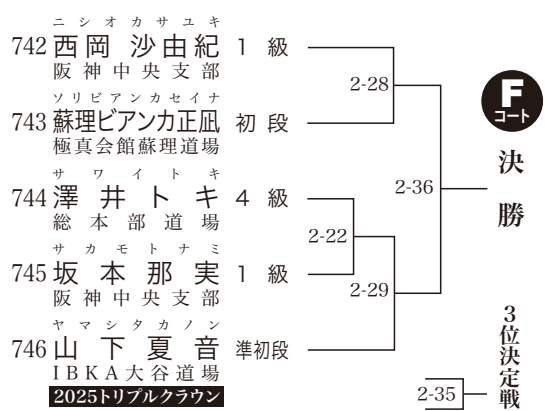 ニシオカサユキ
742 西岡 沙由紀 1 級
阪神中央支部
ソリビアンカセイナ
743 蘇理ビアンカ正凪 初 段
極真会館蘇理道場
サワイトキ
744 澤井トキ 4 級
総本部道場
サカモトナミ
745 坂本那実 1 級
阪神中央支部
ヤマシタカノン
746 山下夏音 準初段
IBKA大谷道場
2025トリプルクラウン
2-28
2-36
2-22
2-29
2-35
F
コート
決勝
3位決定戦